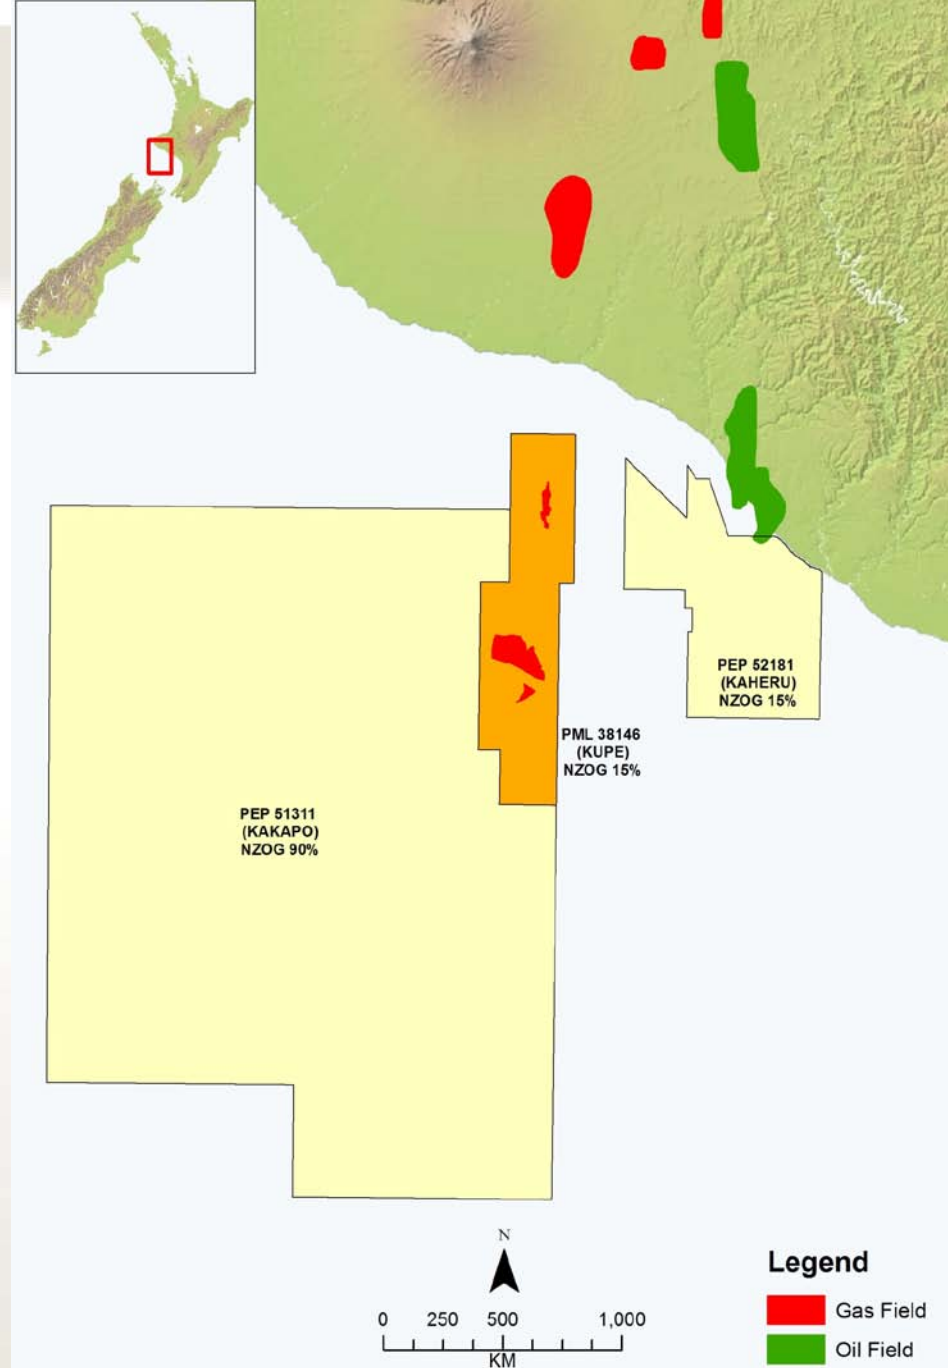 PEP 52181
(KAHERU)
NZOG 15%
PML 38146
(KUPE)
NZOG 15%
PEP 51311
(KAKAPO)
NZOG 90%
N
0 250 500 1,000
KM
Legend
Gas Field
Oil Field